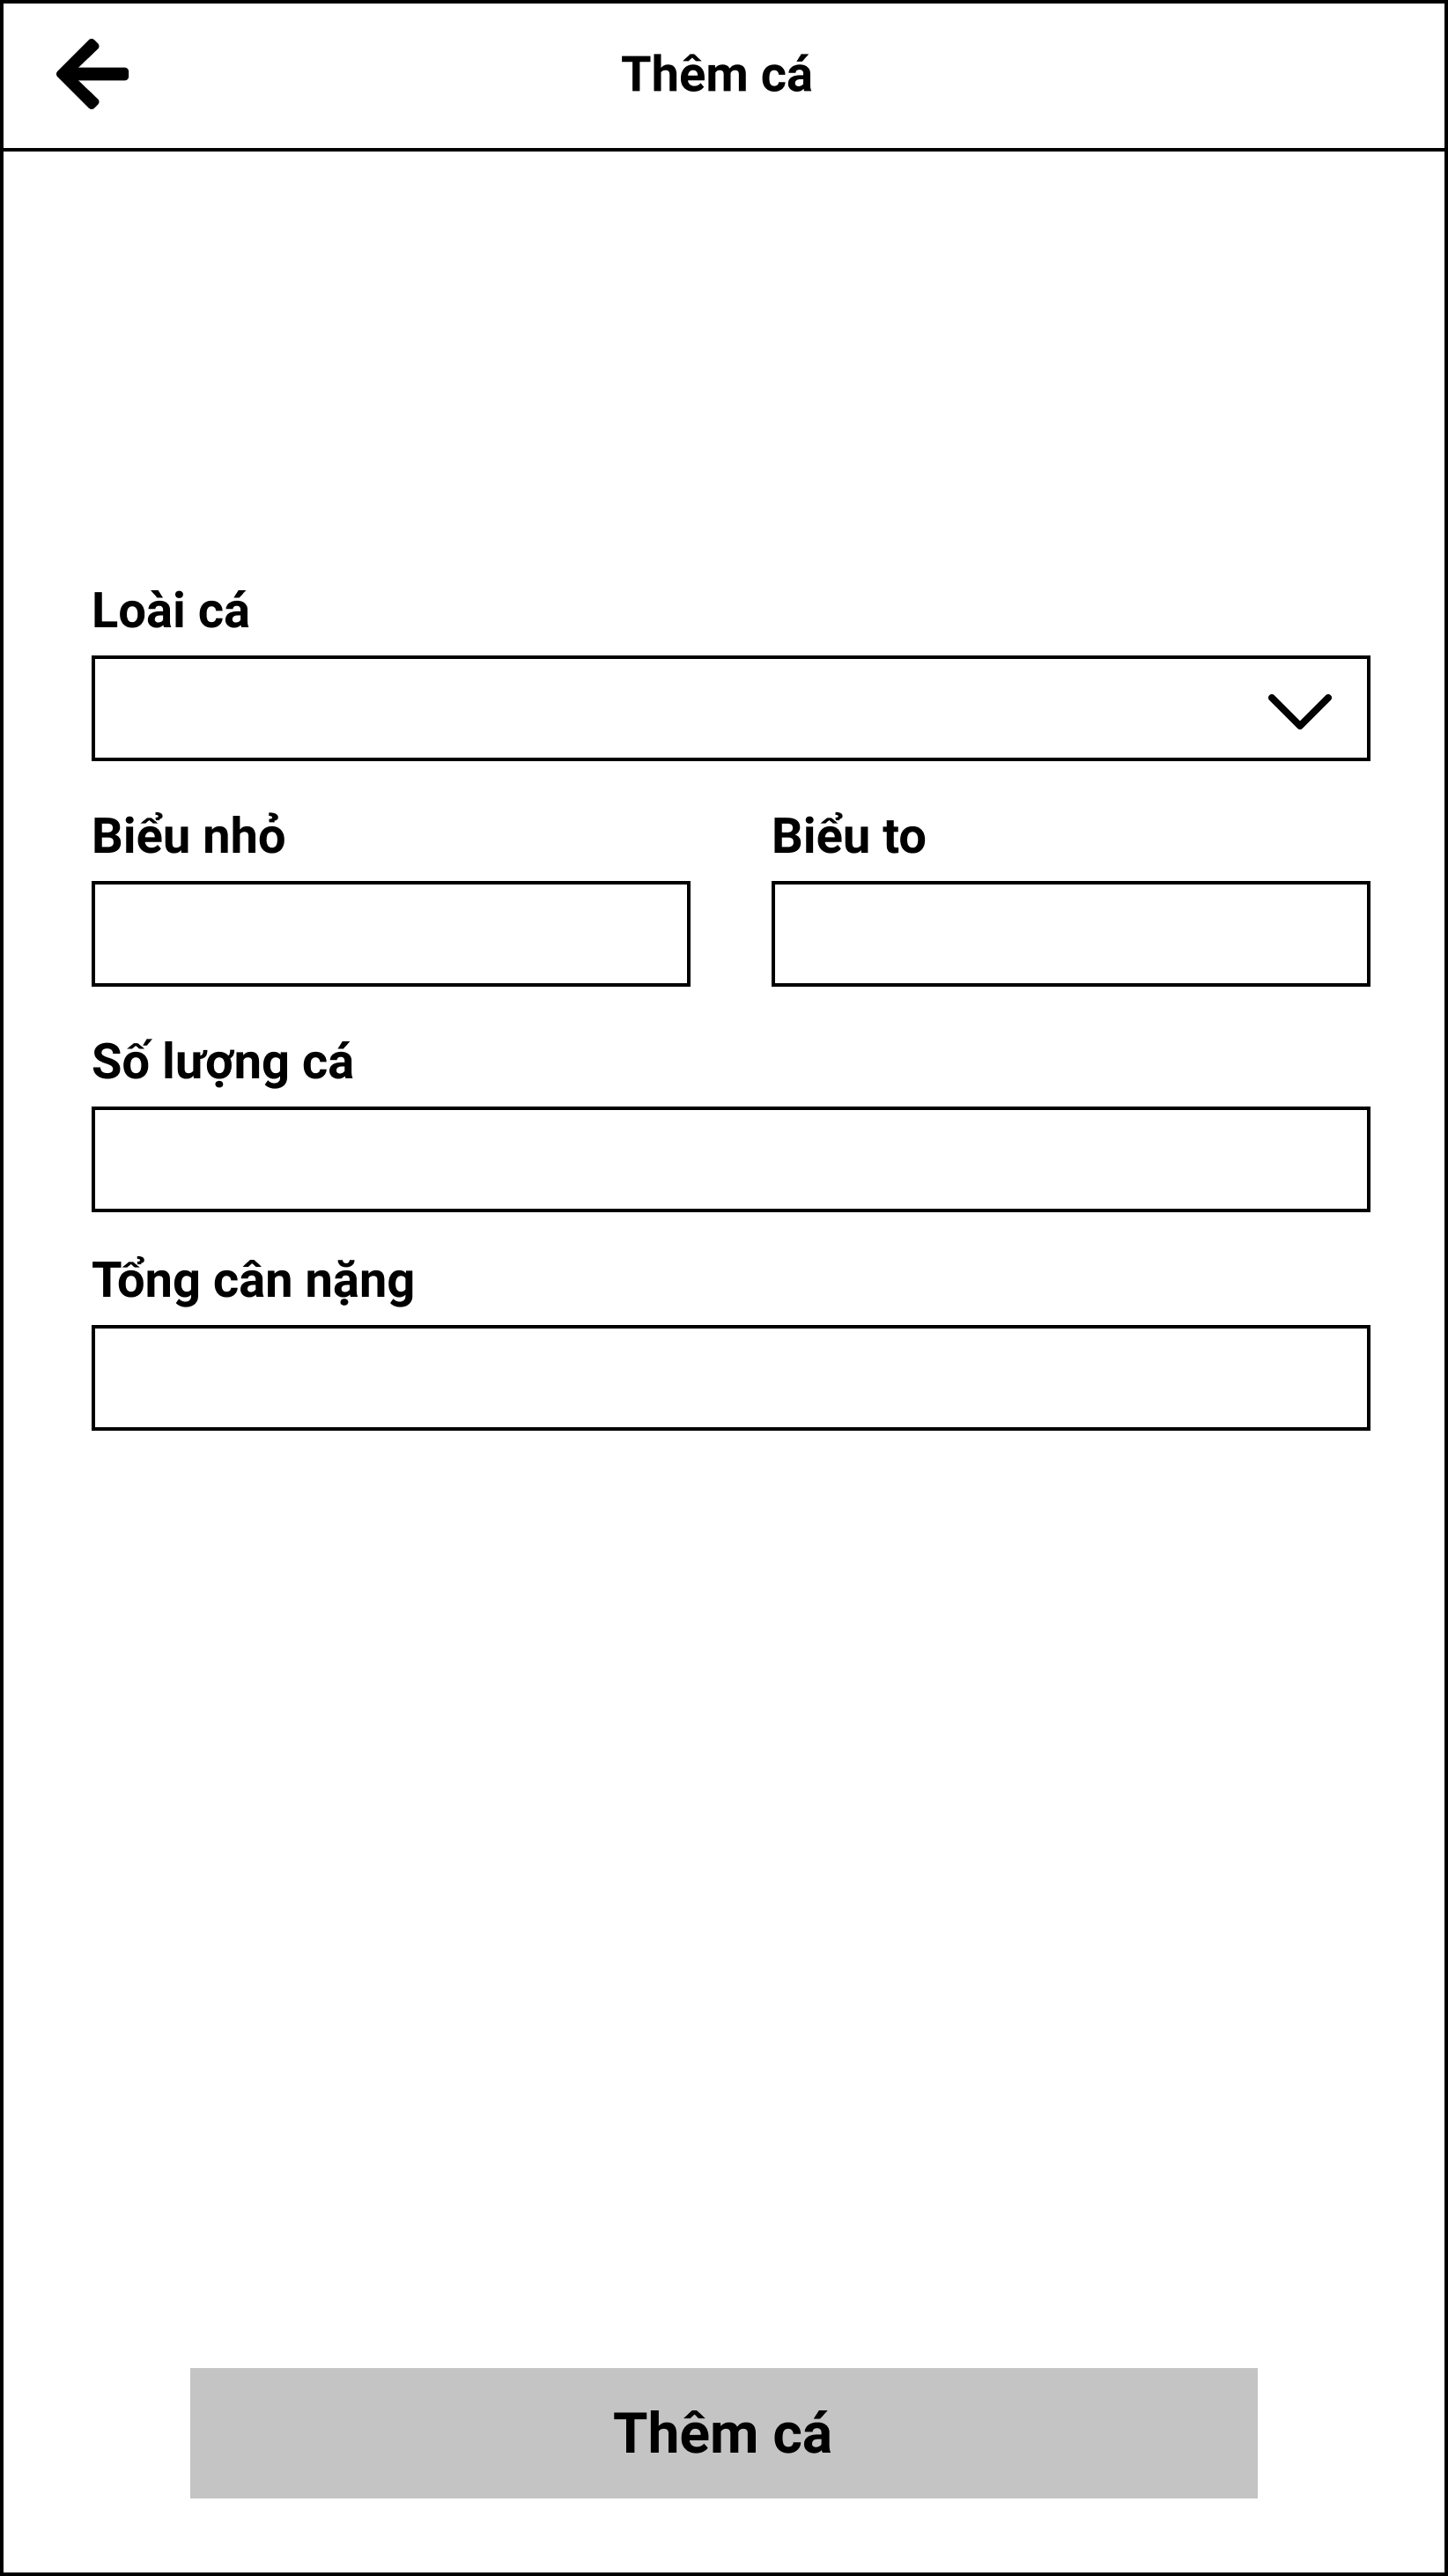 Thêm cá
Loài cá
Biểu nhỏ
Biểu to
Số lượng cá
Tổng cân nặng
Thêm cá